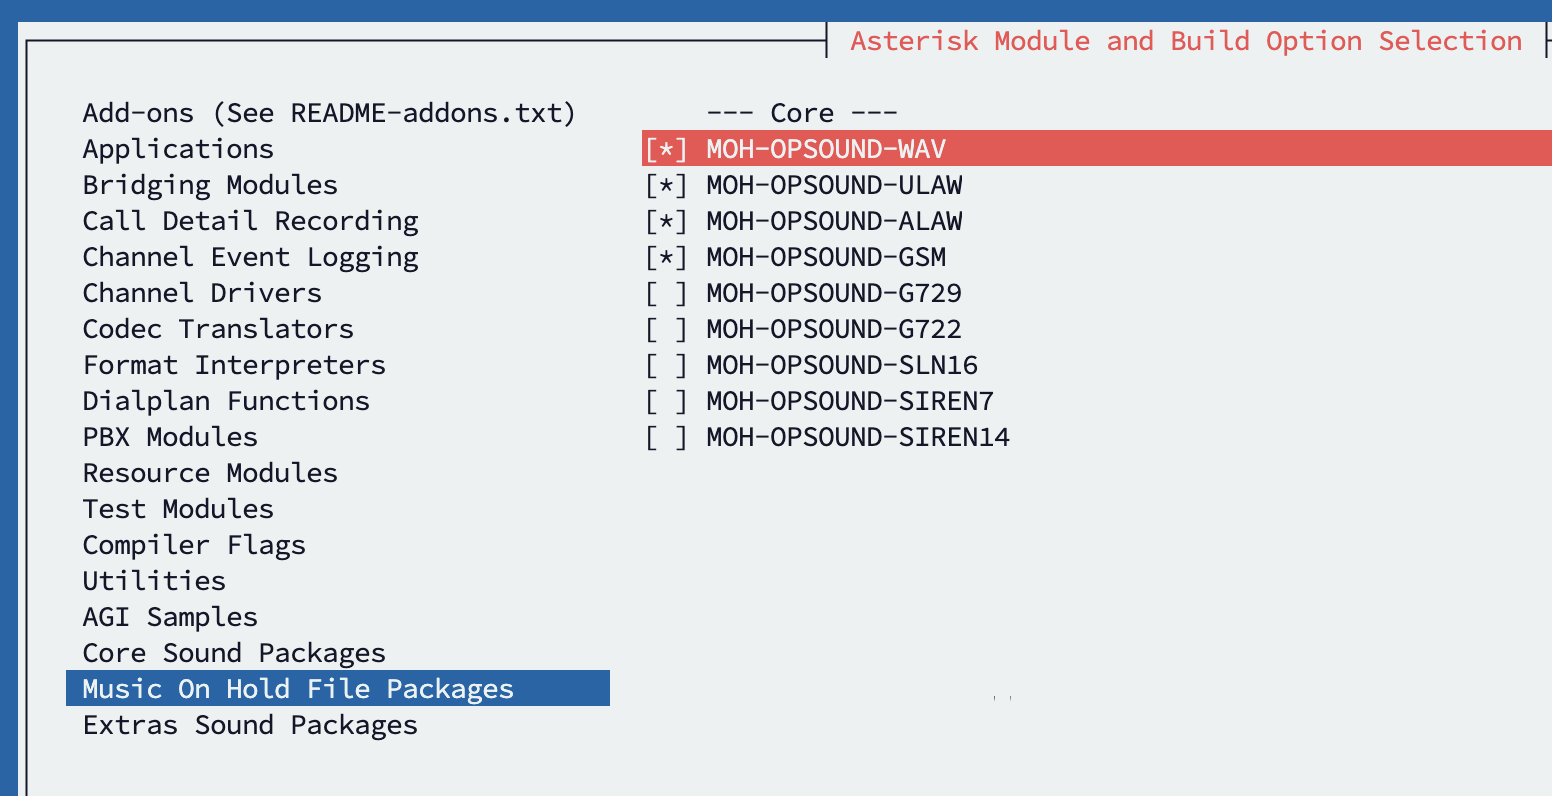 Asterisk Module and Build Option Selection
Add-ons (See README-addons.txt)
Applications
Bridging Modules
Call Detail Recording
Channel Event Logging
Channel Drivers
Codec Translators
Format Interpreters
Dialplan Functions
PBX Modules
Resource Modules
Test Modules
Compiler Flags
Utilities
AGI Samples
Core Sound Packages
Music On Hold File Packages
Extras Sound Packages
--- Core ---
[*] MOH-OPSOUND-WAV
[*] MOH-OPSOUND-ULAW
[*] MOH-OPSOUND-ALAW
[*] MOH-OPSOUND-GSM
[ ] MOH-OPSOUND-G729
[ ] MOH-OPSOUND-G722
[ ] MOH-OPSOUND-SLN16
[ ] MOH-OPSOUND-SIREN7
[ ] MOH-OPSOUND-SIREN14